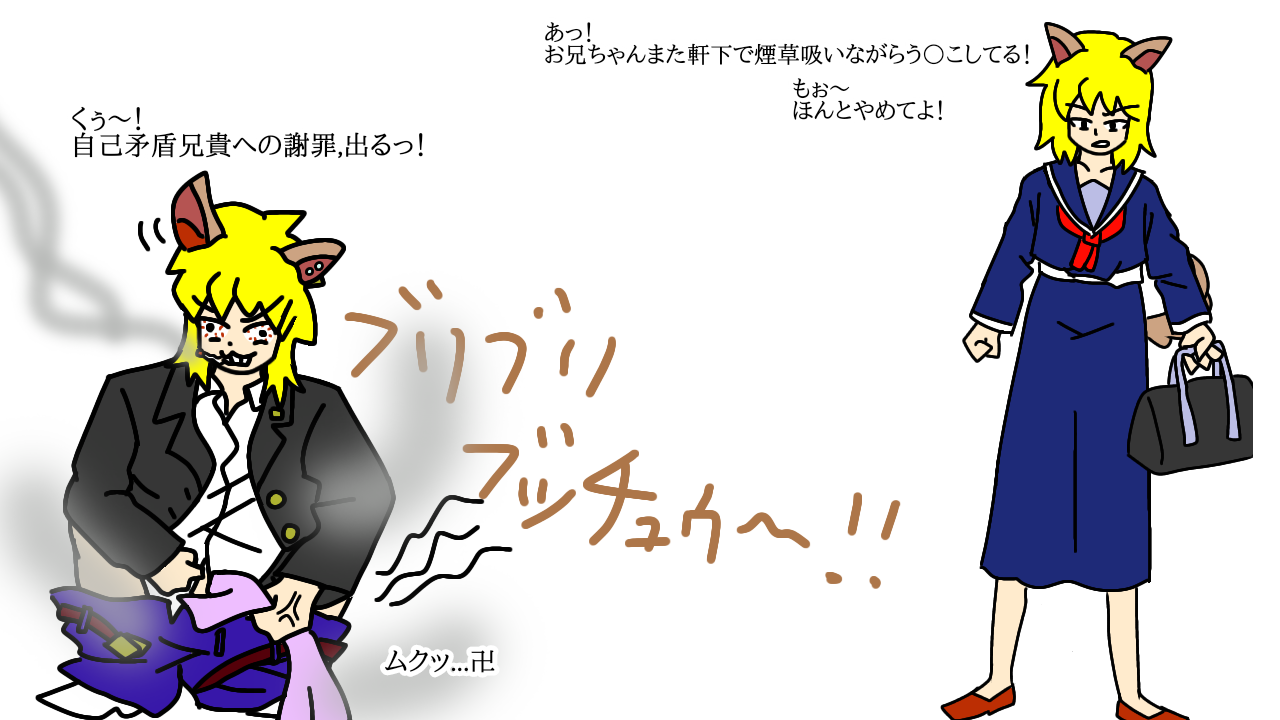 あっ!
お兄ちゃんまた軒下で煙草吸いながらう〇こしてる!
もぉ〜
ほんとやめてよ!
くぅ〜!
自己矛盾兄貴への謝罪,出るっ!
ブリブリ
ブッチュゥ〜!!
ムクッ...卍